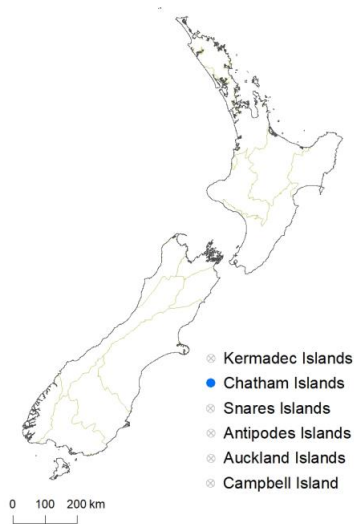 Kermadec Islands
Chatham Islands
Snares Islands
Antipodes Islands
Auckland Islands
Campbell Island
0 100 200 km